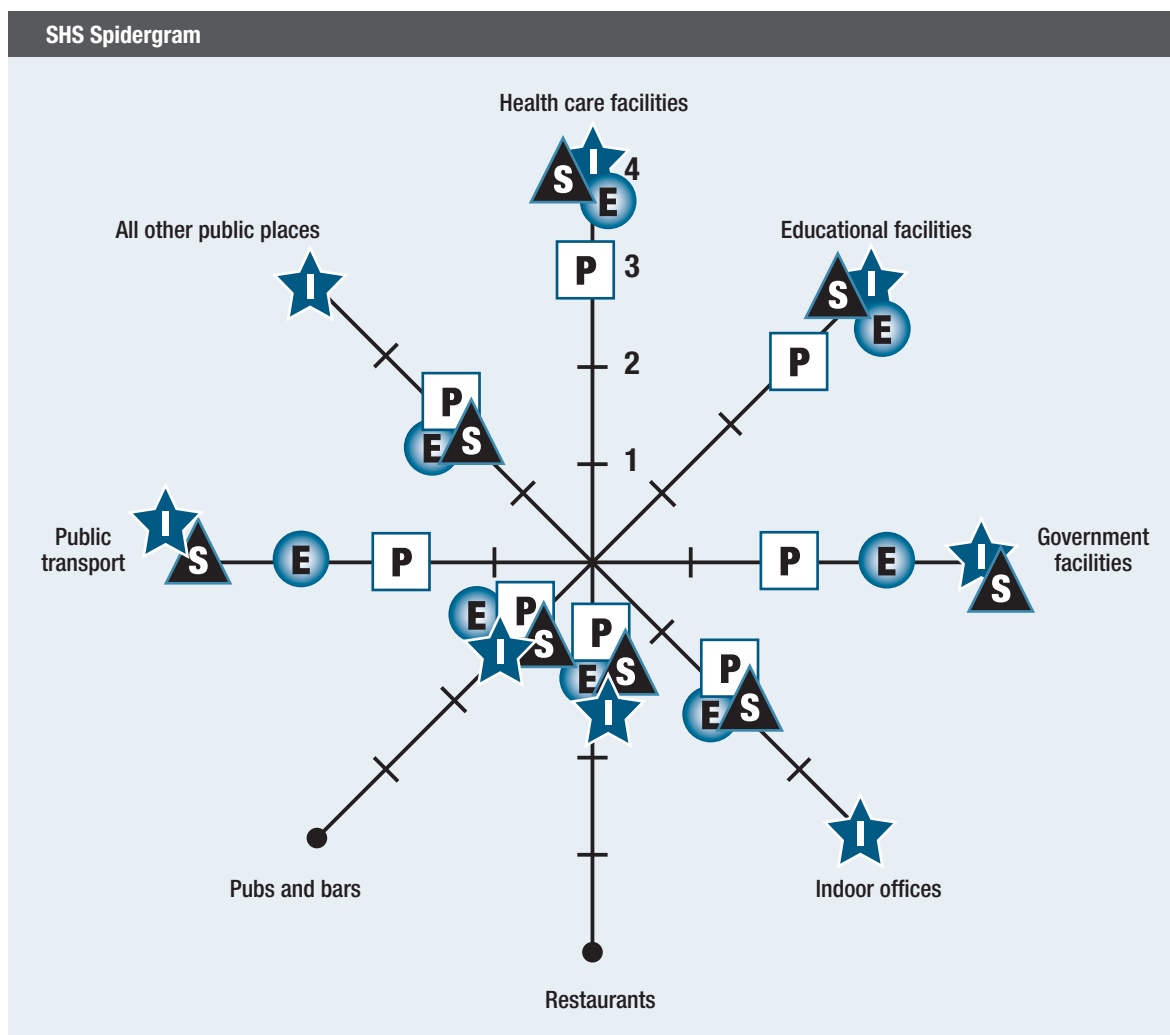 SHS Spidergram
Health care facilities
S
I
4
E
P
3
2
1
All other public places
I
P
E
S
Educational facilities
S
I
E
P
Public
transport
I
S
E
P
P
E
I
S
Government
facilities
E
P
I
S
Pubs and bars
P
E
S
I
Restaurants
P
E
S
I
Indoor offices